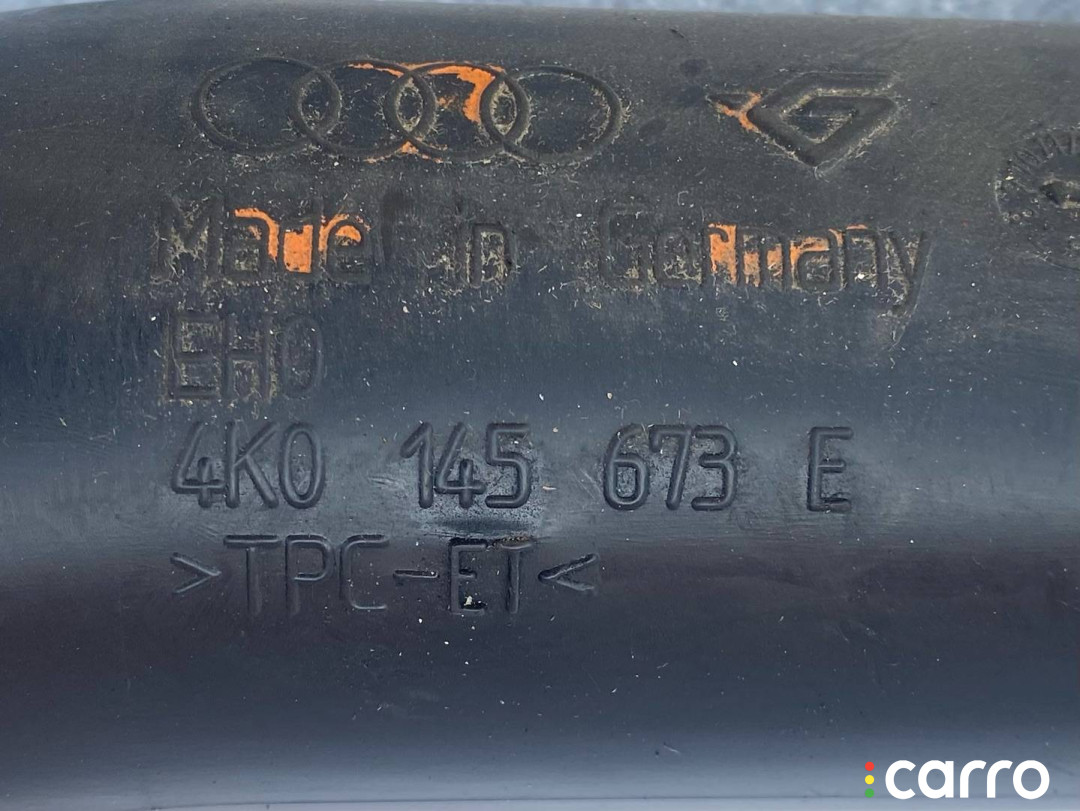 Made in Germany
EHO
4K0 145 673 E
>TPC-ET<
carro